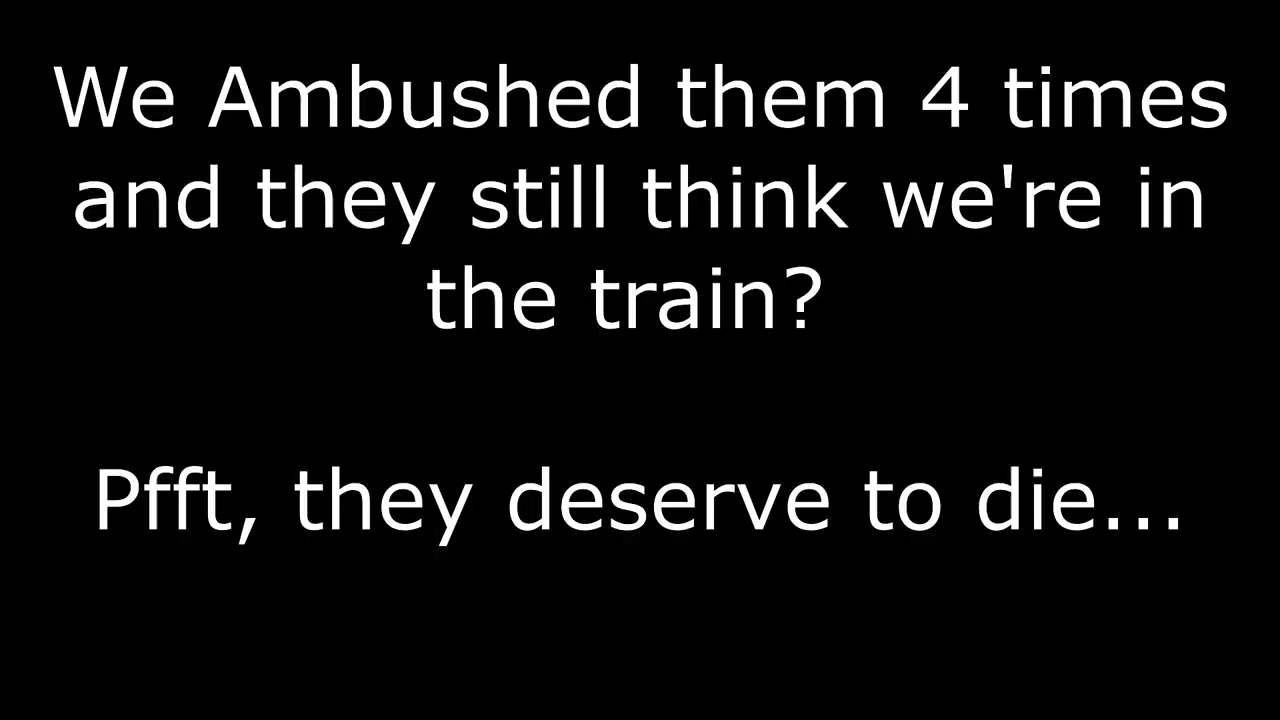 We Ambushed them 4 times
and they still think we're in
the train?
Pfft, they deserve to die...